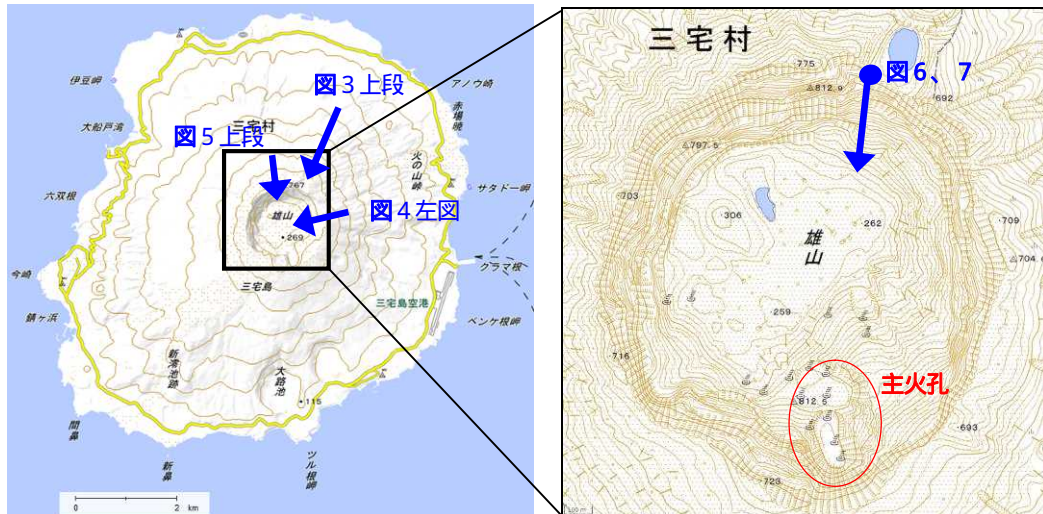 図3上段
アノウ崎
伊豆岬
赤場暁
大船戸湾
三宅村
図5上段
火の山峠
767
サタドー岬
六双根
雄山
図4左図
269
クラマ根
今崎
三宅島
三宅島空港
錆ヶ浜
ベンケ根岬
新澪池跡
大路池
115
間鼻
新鼻
ツル根岬
0 2 km
三宅村
775
図6、7
812.9
692
797.5
703
306
262
709
雄山
704.
259
716
主火孔
812.6
693
723
100 m